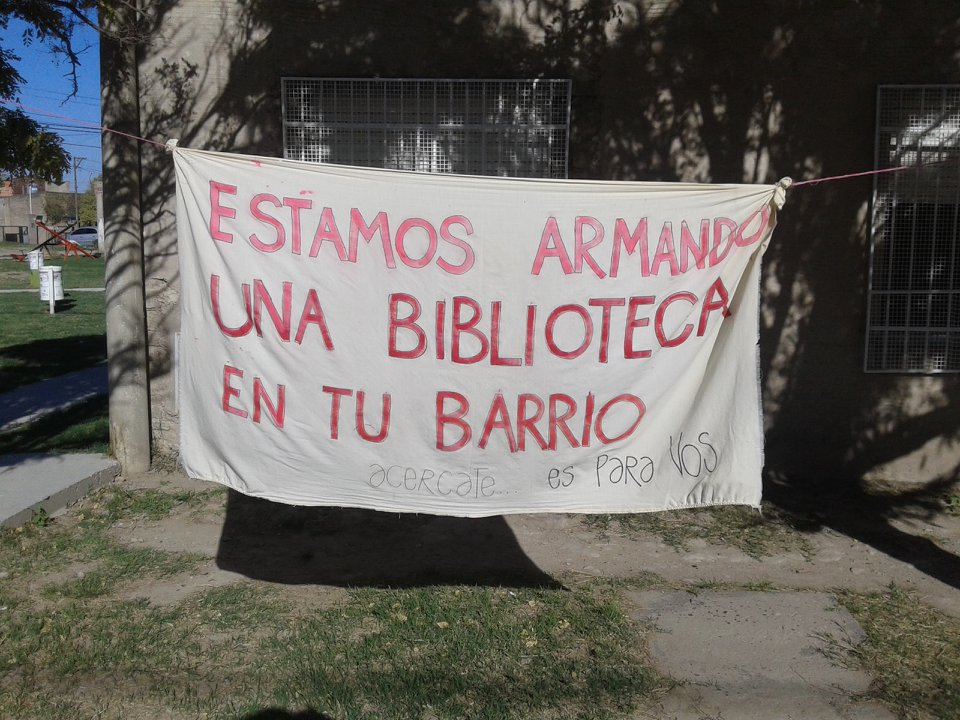 ESTAMOS ARMANDO
UNA BIBLIOTECA
EN TU BARRIO
acercate... es para vos